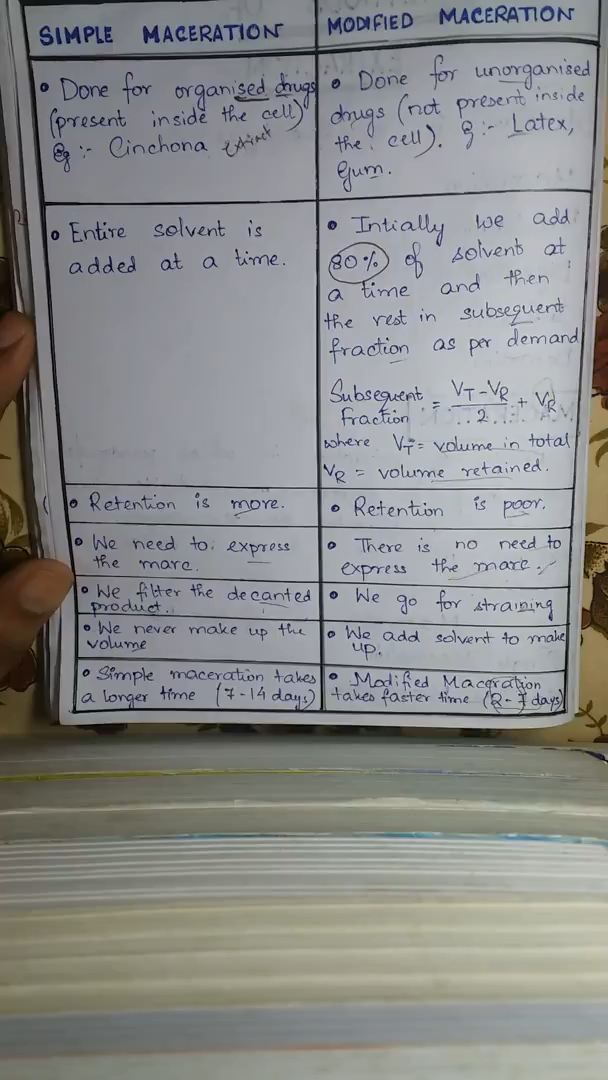 SIMPLE MACERATION
MODIFIED MACERATION
• Done for organised drugs
(present inside the cell)
Eg :- Cinchona extract
• Done for unorganised
drugs (not present inside
the cell). Eg :- Latex,
Gum.
• Entire solvent is
added at a time.
• Intially we add
80% of solvent at
a time and then
the rest in subsequent
fraction as per demand
Subsequent fraction = (VT - VR)/2 + VR
where VT = volume in total
VR = volume retained.
• Retention is more.
• Retention is poor.
• We need to express
the marc.
• There is no need to
express the marc.
• We filter the decanted
product.
• We go for straining
• We never make up the
volume
• We add solvent to make
up.
• Simple maceration takes
a longer time (7-14 days)
• Modified Maceration
takes faster time (2-7 days)